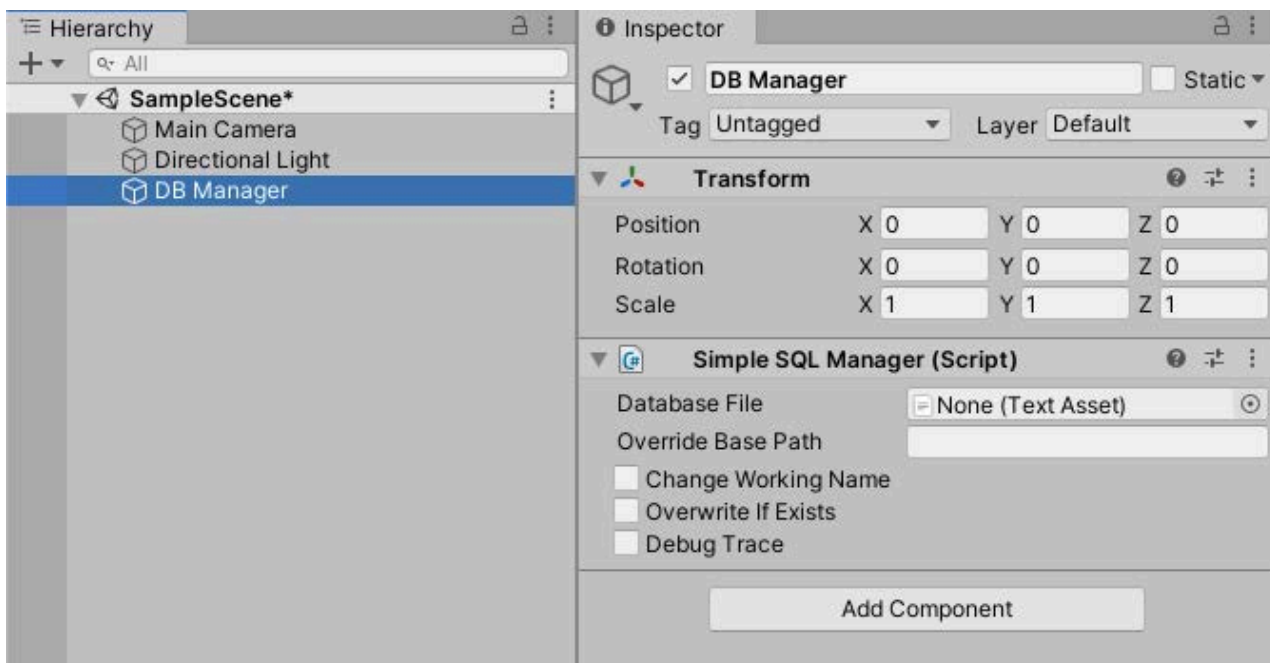 Hierarchy
All
SampleScene*
Main Camera
Directional Light
DB Manager
Inspector
DB Manager Static
Tag Untagged Layer Default
Transform
Position X 0 Y 0 Z 0
Rotation X 0 Y 0 Z 0
Scale X 1 Y 1 Z 1
Simple SQL Manager (Script)
Database File None (Text Asset)
Override Base Path
Change Working Name
Overwrite If Exists
Debug Trace
Add Component